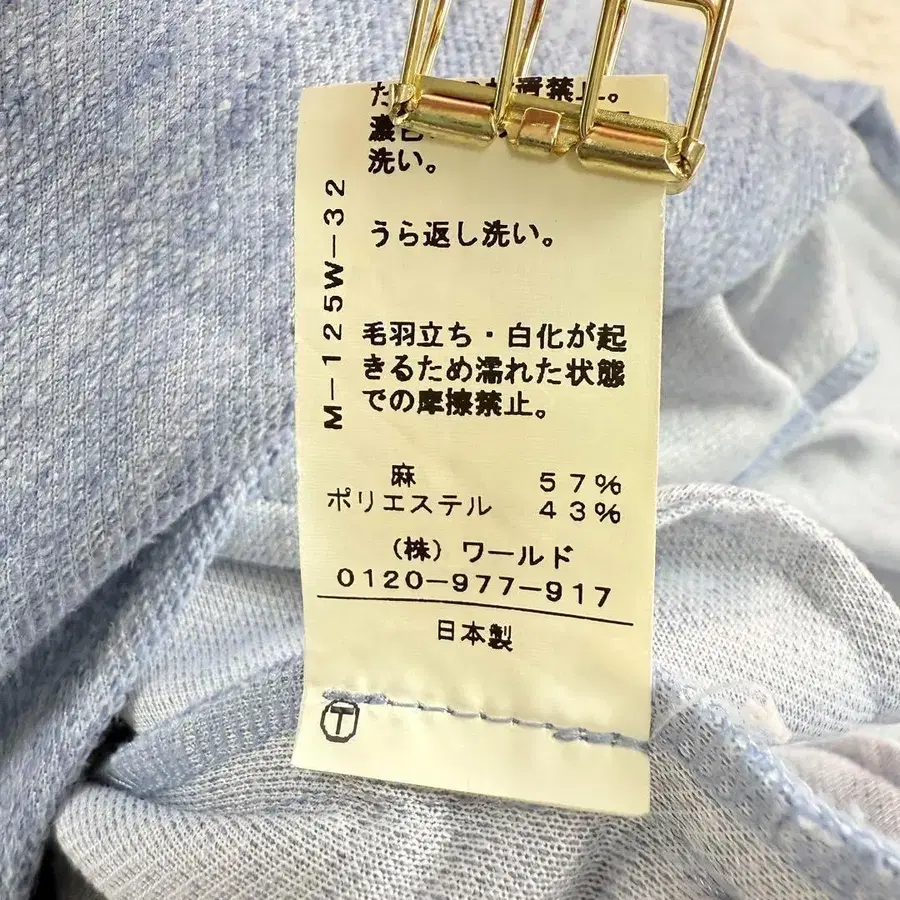 禁止。
洗い。
うら返し洗い。
毛羽立ち・白化が起
きるため濡れた状態
での摩擦禁止。
麻 57%
ポリエステル 43%
(株) ワールド
0120-977-917
日本製
T
M-125W-32